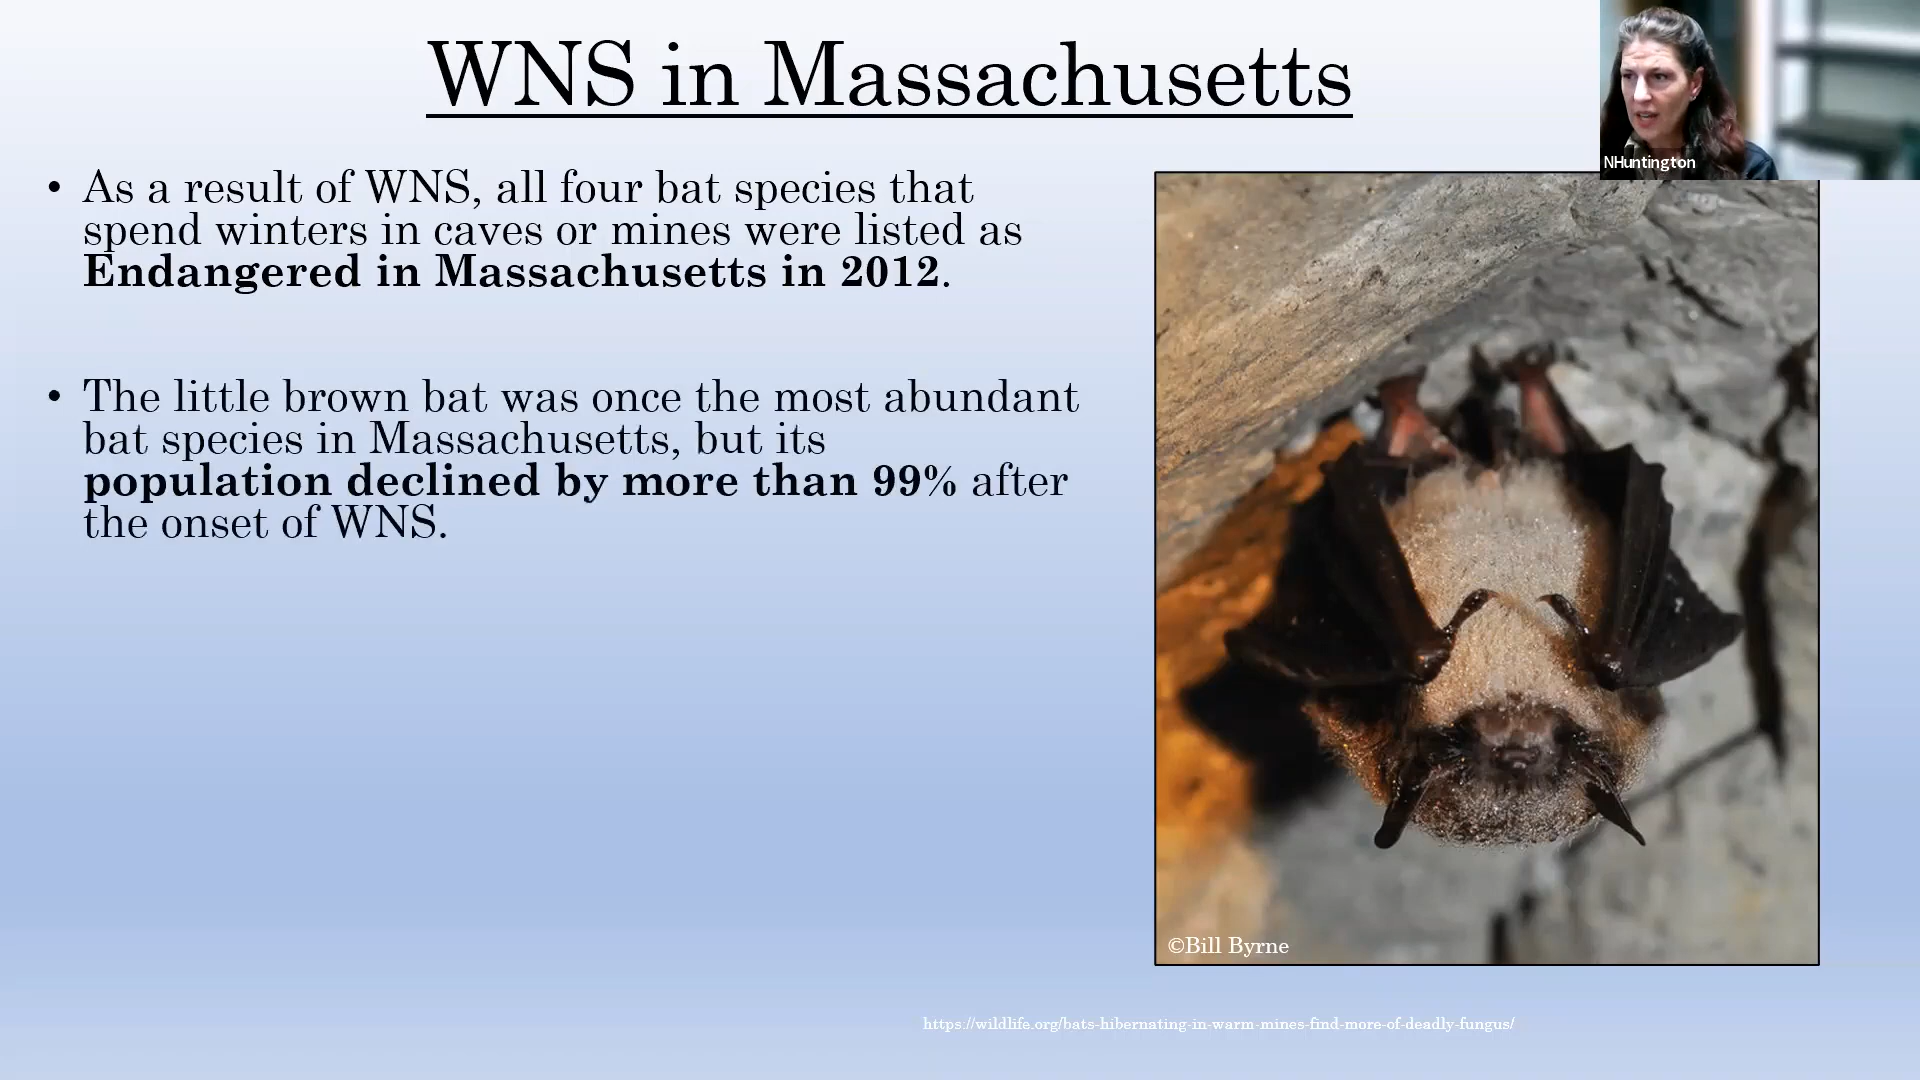 WNS in Massachusetts
NHuntington
• As a result of WNS, all four bat species that
spend winters in caves or mines were listed as
Endangered in Massachusetts in 2012.
• The little brown bat was once the most abundant
bat species in Massachusetts, but its
population declined by more than 99% after
the onset of WNS.
©Bill Byrne
https://wildlife.org/bats-hibernating-in-warm-mines-find-more-of-deadly-fungus/